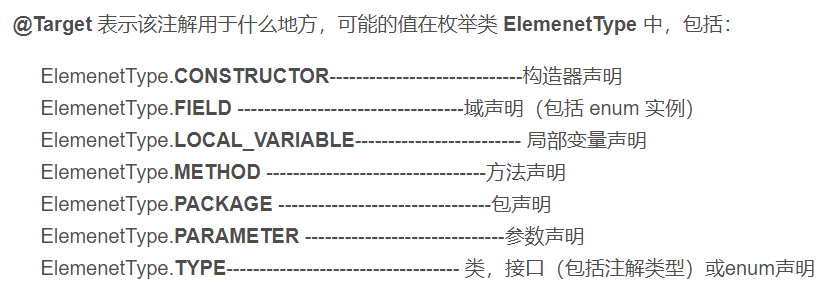 @Target 表示该注解用于什么地方，可能的值在枚举类 ElemenetType 中，包括：
ElemenetType.CONSTRUCTOR-----------------------------构造器声明
ElemenetType.FIELD ----------------------------------域声明（包括 enum 实例）
ElemenetType.LOCAL_VARIABLE------------------------- 局部变量声明
ElemenetType.METHOD ---------------------------------方法声明
ElemenetType.PACKAGE --------------------------------包声明
ElemenetType.PARAMETER ------------------------------参数声明
ElemenetType.TYPE----------------------------------- 类，接口（包括注解类型）或enum声明